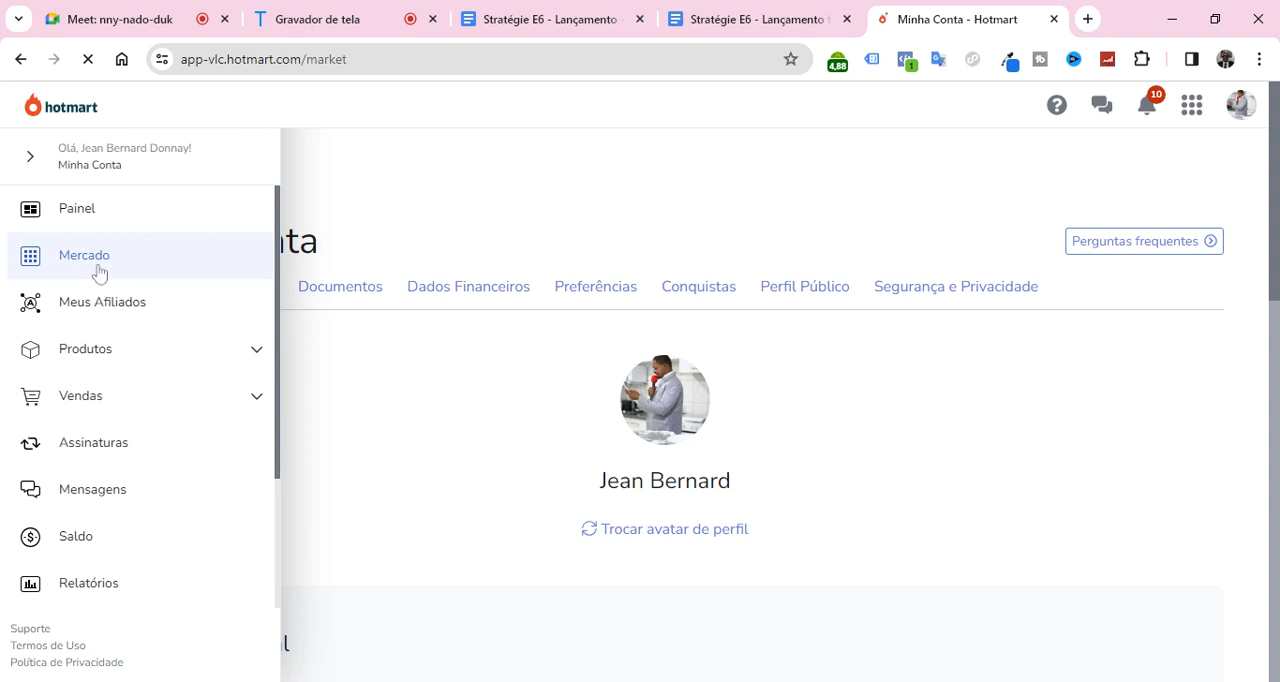 Meet: nny-nado-duk
Gravador de tela
Stratégie E6 - Lançamento
Stratégie E6 - Lançamento f
Minha Conta - Hotmart
app-vlc.hotmart.com/market
4,88
1
hotmart
10
Olá, Jean Bernard Donnay!
Minha Conta
Painel
Mercado
Meus Afiliados
Produtos
Vendas
Assinaturas
Mensagens
Saldo
Relatórios
Suporte
Termos de Uso
Política de Privacidade
nta
Perguntas frequentes
Documentos Dados Financeiros Preferências Conquistas Perfil Público Segurança e Privacidade
Jean Bernard
Trocar avatar de perfil
l